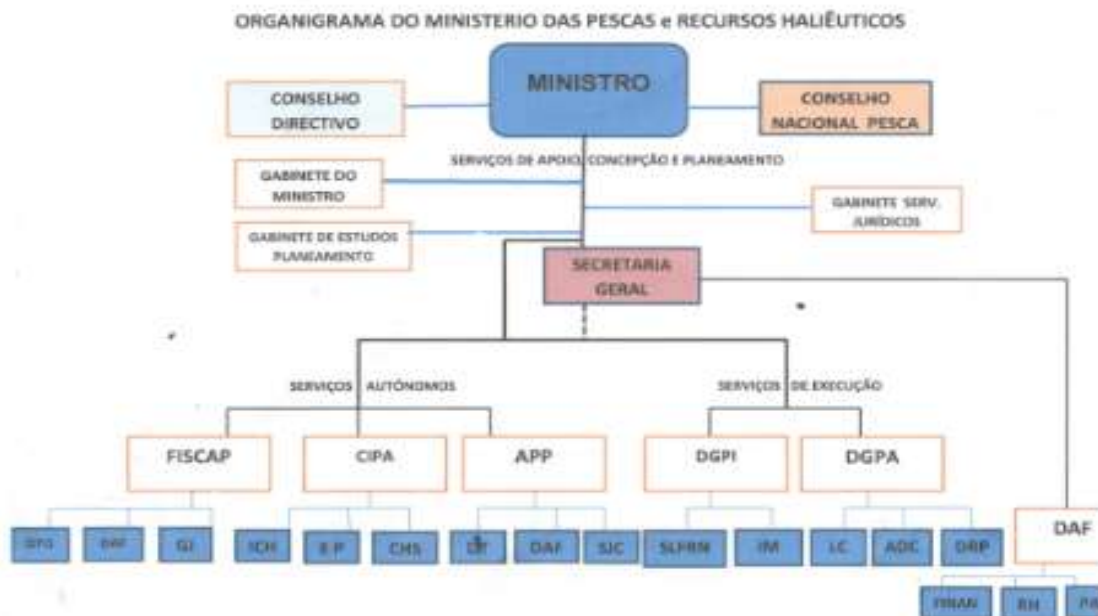 ORGANIGRAMA DO MINISTERIO DAS PESCAS e RECURSOS HALIÊUTICOS
MINISTRO
CONSELHO
DIRECTIVO
CONSELHO
NACIONAL PESCA
SERVIÇOS DE APOIO, CONCEPÇÃO E PLANEAMENTO
GABINETE DO
MINISTRO
GABINETE SERV.
JURÍDICOS
GABINETE DE ESTUDOS
PLANEAMENTO
SECRETARIA
GERAL
SERVIÇOS AUTÓNOMOS
SERVIÇOS DE EXECUÇÃO
FISCAP
CIPA
APP
DGPI
DGPA
DAF
GJ
ICH
E P
CHS
DAF
SJC
SLFRN
IM
LC
ADC
DRP
FINAN
RH